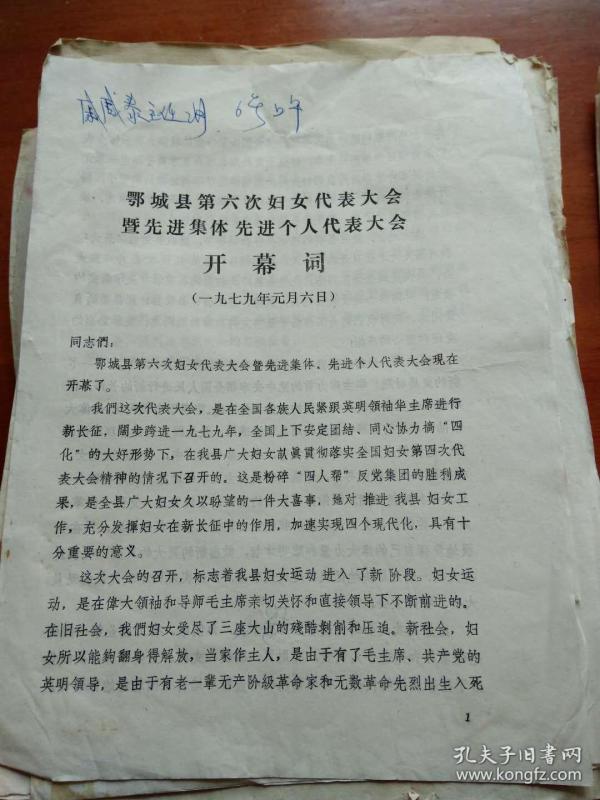 6号上午
鄂城县第六次妇女代表大会
暨先进集体 先进个人代表大会
开幕词
(一九七九年元月六日)
同志們:
鄂城县第六次妇女代表大会暨先进集体、先进个人代表大会现在
开幕了。
我們这次代表大会，是在全国各族人民紧跟英明领袖华主席进行
新长征，闊步跨进一九七九年，全国上下安定团结、同心协力搞“四
化”的大好形势下，在我县广大妇女訧眞貫彻落实全国妇女第四次代
表大会精神的情况下召开的。这是粉碎“四人帮”反党集团的胜利成
果，是全县广大妇女久以盼望的一件大喜事，她对 推进 我县 妇女工
作，充分发揮妇女在新长征中的作用，加速实现四个现代化，具有十
分重要的意义。
这次大会的召开，标志着我县妇女运动 进入 了新 阶段。妇女运
动，是在偉大领袖和导师毛主席亲切关怀和直接领导下不断前进的。
在旧社会，我們妇女受尽了三座大山的殘酷剝削和压迫。新社会，妇
女所以能夠翻身得解放，当家作主人，是由于有了毛主席、共产党的
英明领导，是由于有老一輩无产阶级革命家和无数革命先烈出生入死
1
孔夫子旧书网
www.kongfz.com